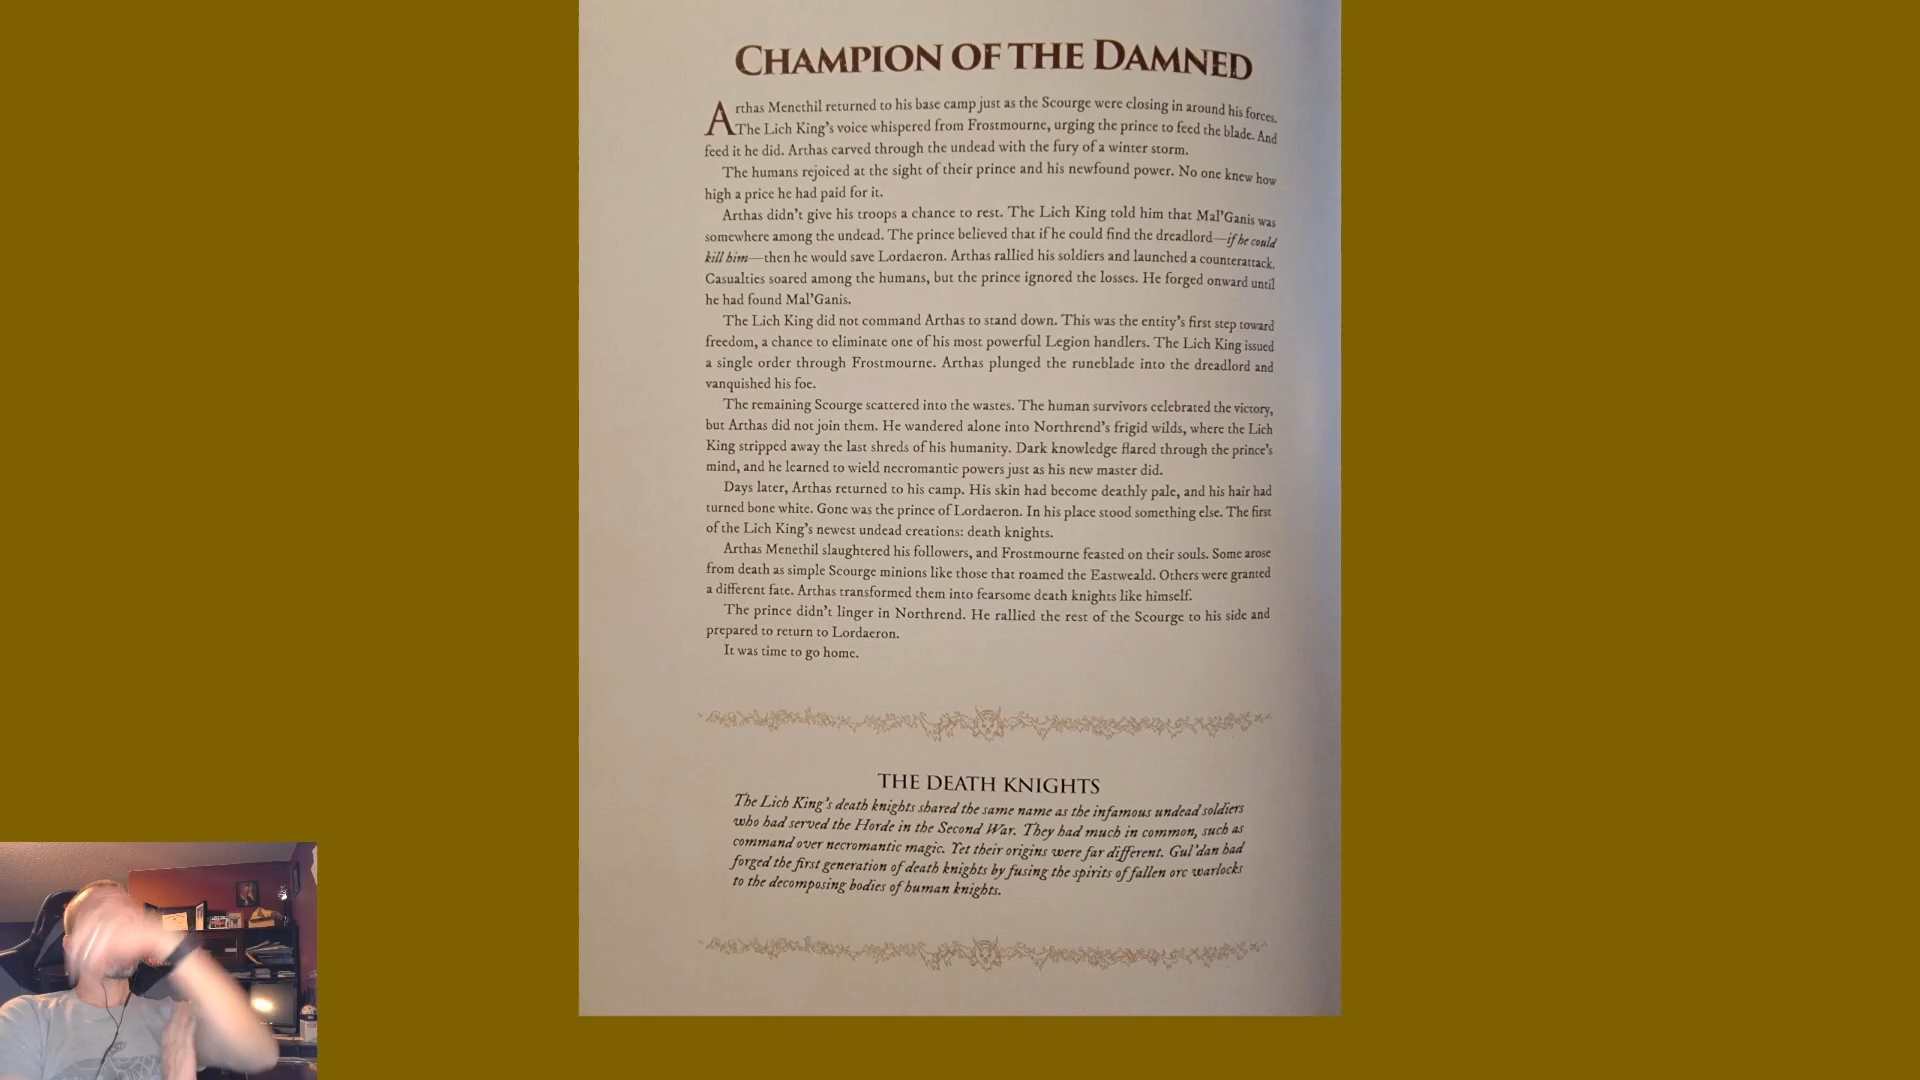 CHAMPION OF THE DAMNED
Arthas Menethil returned to his base camp just as the Scourge were closing in around his forces.
The Lich King's voice whispered from Frostmourne, urging the prince to feed the blade. And
feed it he did. Arthas carved through the undead with the fury of a winter storm.
The humans rejoiced at the sight of their prince and his newfound power. No one knew how
high a price he had paid for it.
Arthas didn't give his troops a chance to rest. The Lich King told him that Mal'Ganis was
somewhere among the undead. The prince believed that if he could find the dreadlord—if he could
kill him—then he would save Lordaeron. Arthas rallied his soldiers and launched a counterattack.
Casualties soared among the humans, but the prince ignored the losses. He forged onward until
he had found Mal'Ganis.
The Lich King did not command Arthas to stand down. This was the entity's first step toward
freedom, a chance to eliminate one of his most powerful Legion handlers. The Lich King issued
a single order through Frostmourne. Arthas plunged the runeblade into the dreadlord and
vanquished his foe.
The remaining Scourge scattered into the wastes. The human survivors celebrated the victory,
but Arthas did not join them. He wandered alone into Northrend's frigid wilds, where the Lich
King stripped away the last shreds of his humanity. Dark knowledge flared through the prince's
mind, and he learned to wield necromantic powers just as his new master did.
Days later, Arthas returned to his camp. His skin had become deathly pale, and his hair had
turned bone white. Gone was the prince of Lordaeron. In his place stood something else. The first
of the Lich King's newest undead creations: death knights.
Arthas Menethil slaughtered his followers, and Frostmourne feasted on their souls. Some arose
from death as simple Scourge minions like those that roamed the Eastweald. Others were granted
a different fate. Arthas transformed them into fearsome death knights like himself.
The prince didn't linger in Northrend. He rallied the rest of the Scourge to his side and
prepared to return to Lordaeron.
It was time to go home.
THE DEATH KNIGHTS
The Lich King's death knights shared the same name as the infamous undead soldiers
who had served the Horde in the Second War. They had much in common, such as
command over necromantic magic. Yet their origins were far different. Gul'dan had
forged the first generation of death knights by fusing the spirits of fallen orc warlocks
to the decomposing bodies of human knights.